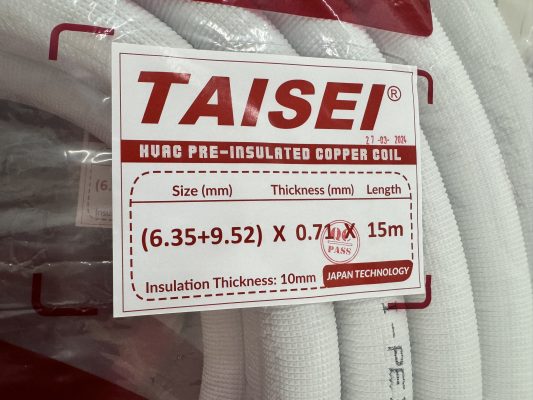 TAISEI®
27-03-2024
HVAC PRE-INSULATED COPPER COIL
Size (mm) Thickness (mm) Length
(6.35+9.52) X 0.71 X 15m
QC
PASS
Insulation Thickness: 10mm
JAPAN TECHNOLOGY
-PE